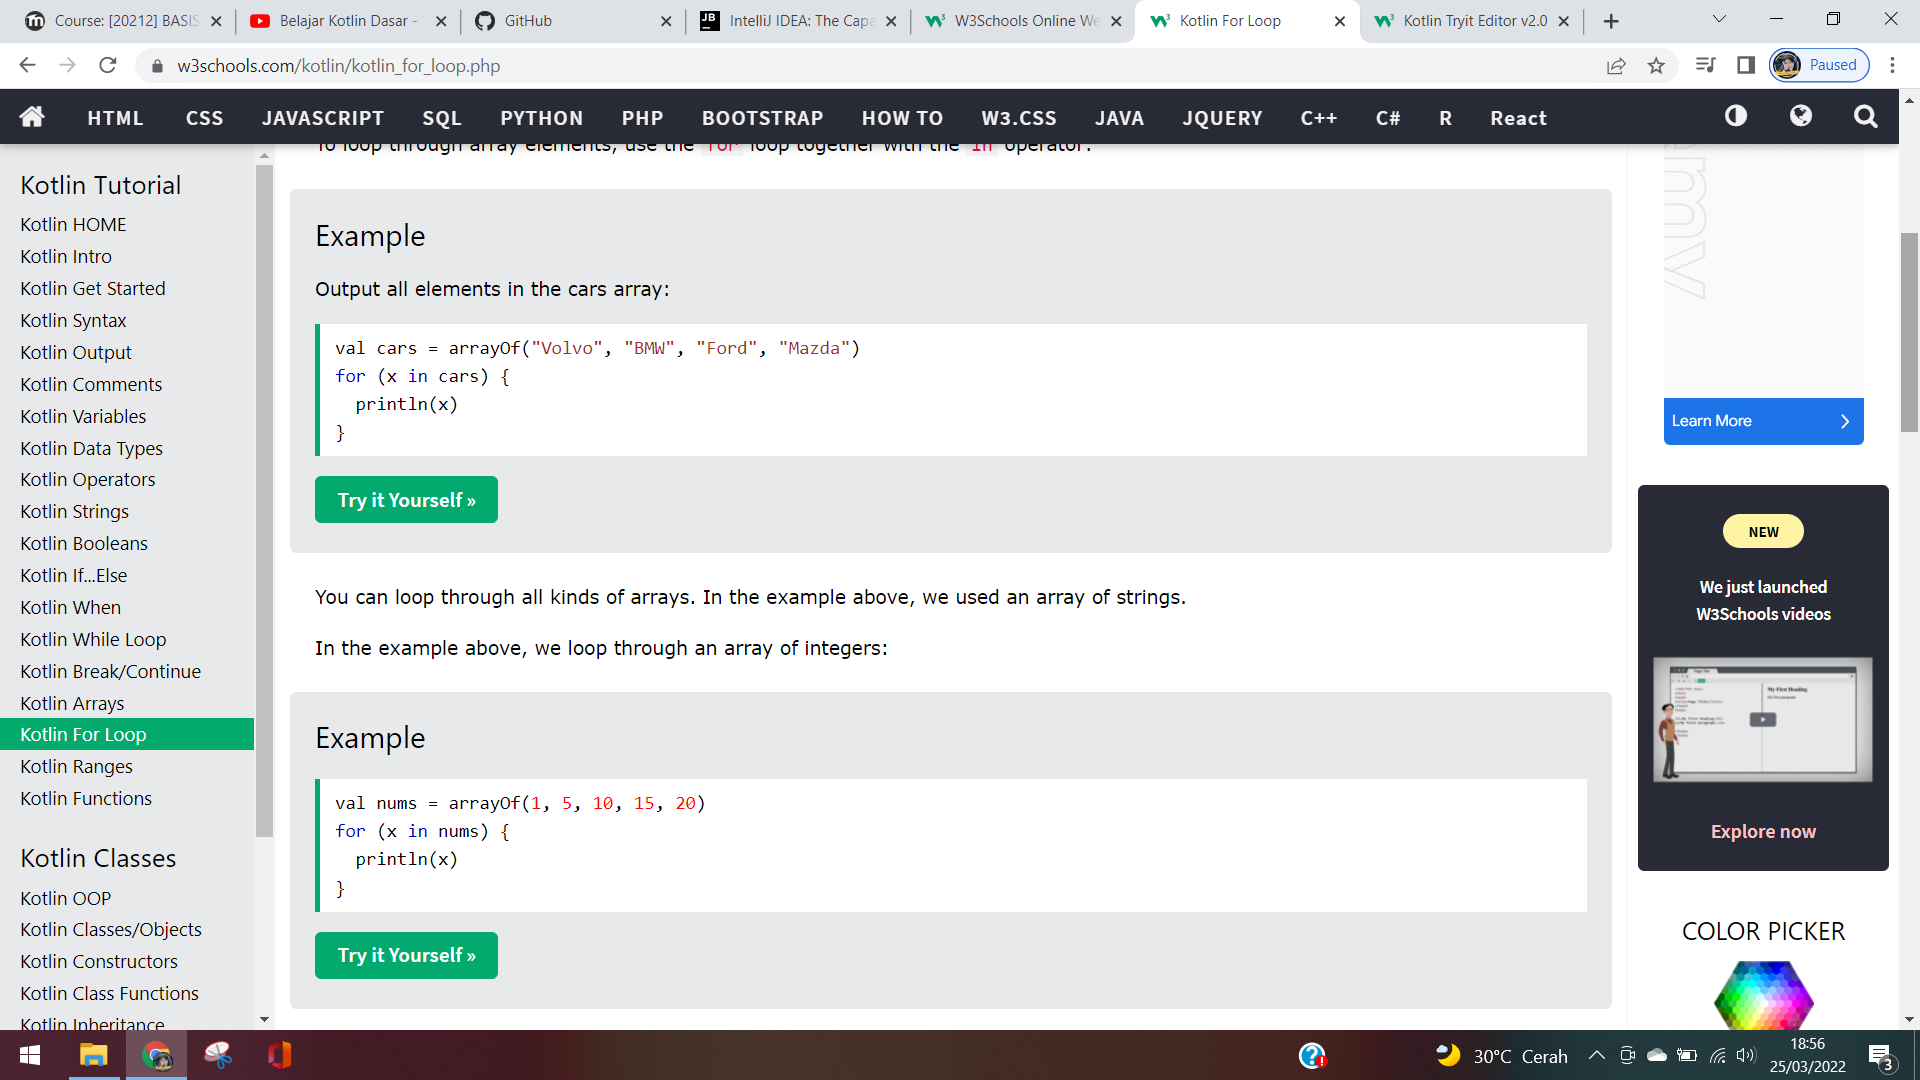 Course: [20212] BASIS
Belajar Kotlin Dasar -
GitHub
IntelliJ IDEA: The Capa
W3Schools Online We
Kotlin For Loop
Kotlin Tryit Editor v2.0
w3schools.com/kotlin/kotlin_for_loop.php
Paused
HTML CSS JAVASCRIPT SQL PYTHON PHP BOOTSTRAP HOW TO W3.CSS JAVA JQUERY C++ C# R React
Kotlin Tutorial
Kotlin HOME
Kotlin Intro
Kotlin Get Started
Kotlin Syntax
Kotlin Output
Kotlin Comments
Kotlin Variables
Kotlin Data Types
Kotlin Operators
Kotlin Strings
Kotlin Booleans
Kotlin If...Else
Kotlin When
Kotlin While Loop
Kotlin Break/Continue
Kotlin Arrays
Kotlin For Loop
Kotlin Ranges
Kotlin Functions
Kotlin Classes
Kotlin OOP
Kotlin Classes/Objects
Kotlin Constructors
Kotlin Class Functions
Kotlin Inheritance
To loop through array elements, use the for loop together with the in operator:
Example
Output all elements in the cars array:
val cars = arrayOf("Volvo", "BMW", "Ford", "Mazda")
for (x in cars) {
println(x)
}
Try it Yourself »
You can loop through all kinds of arrays. In the example above, we used an array of strings.
In the example above, we loop through an array of integers:
Example
val nums = arrayOf(1, 5, 10, 15, 20)
for (x in nums) {
println(x)
}
Try it Yourself »
Learn More
NEW
We just launched
W3Schools videos
My First Heading
Explore now
COLOR PICKER
30°C Cerah
18:56
25/03/2022
3